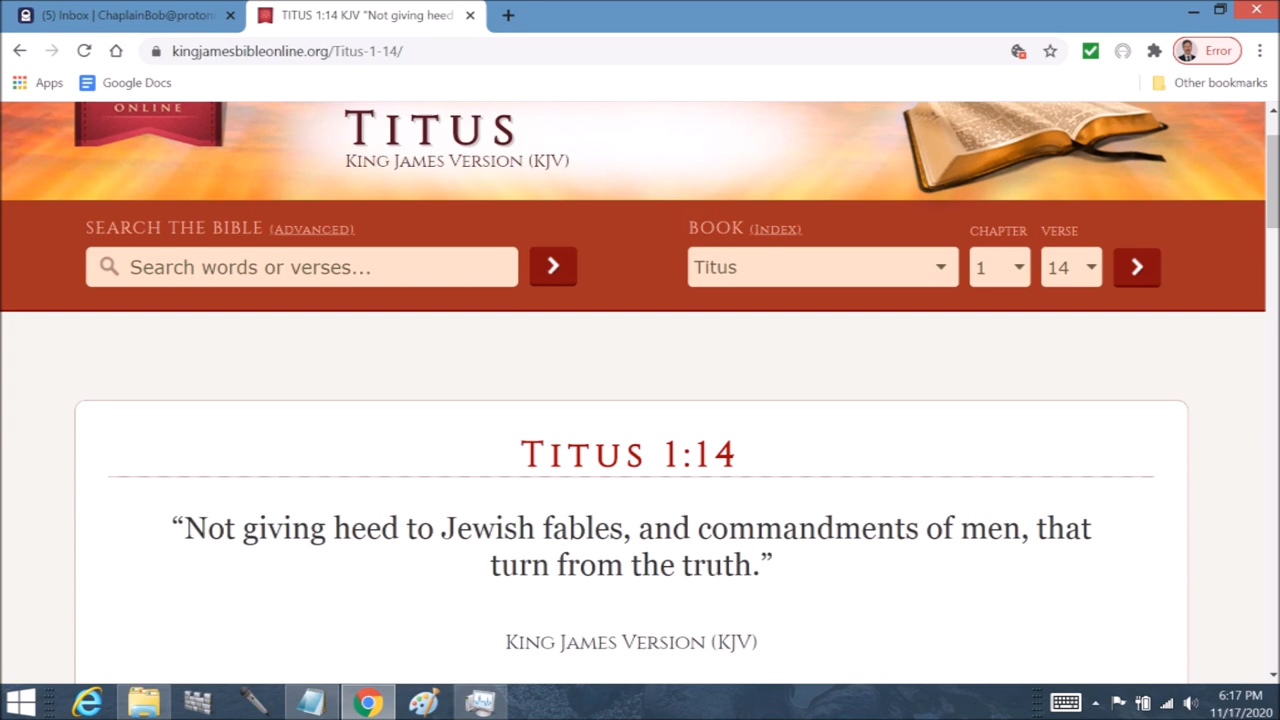 (5) Inbox | ChaplainBob@proton
TITUS 1:14 KJV "Not giving heed
kingjamesbibleonline.org/Titus-1-14/
Error
Apps
Google Docs
Other bookmarks
ONLINE
TITUS
KING JAMES VERSION (KJV)
SEARCH THE BIBLE (ADVANCED)
BOOK (INDEX)
CHAPTER
VERSE
Search words or verses...
Titus
1
14
TITUS 1:14
“Not giving heed to Jewish fables, and commandments of men, that
turn from the truth.”
KING JAMES VERSION (KJV)
6:17 PM
11/17/2020